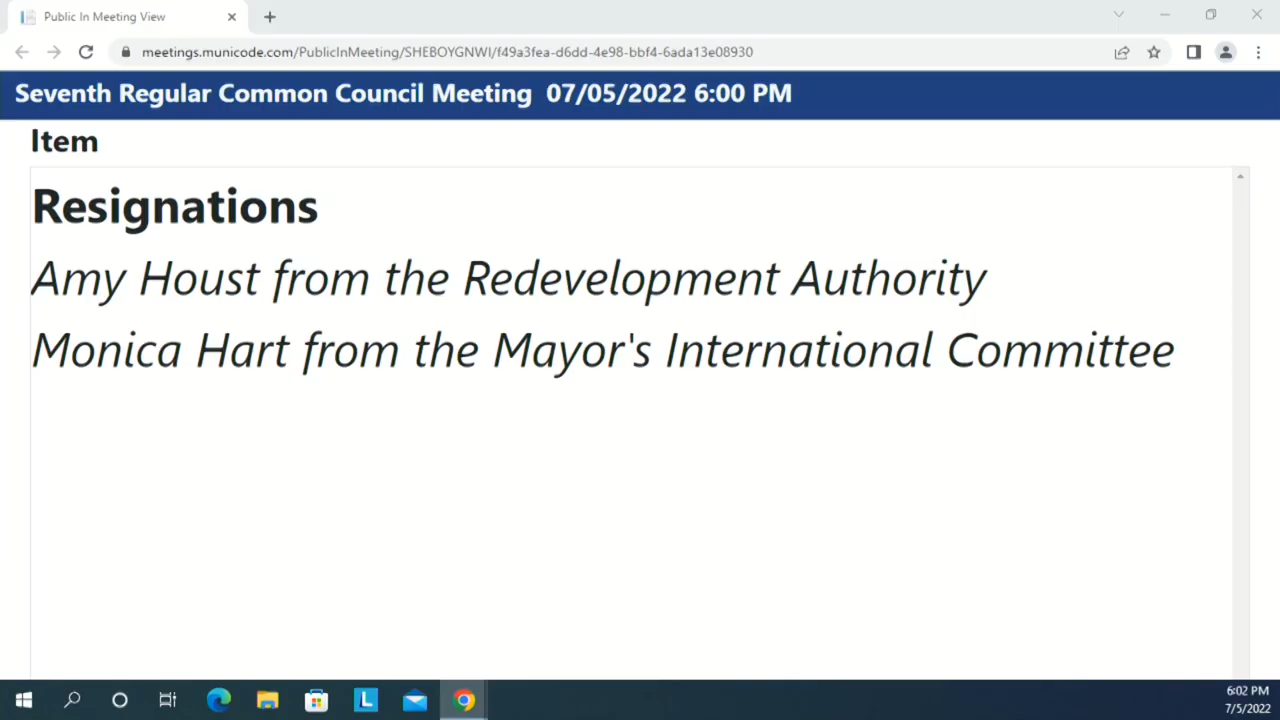 Public In Meeting View
meetings.municode.com/PublicInMeeting/SHEBOYGNWI/f49a3fea-d6dd-4e98-bbf4-6ada13e08930
Seventh Regular Common Council Meeting 07/05/2022 6:00 PM
Item
Resignations
Amy Houst from the Redevelopment Authority
Monica Hart from the Mayor's International Committee
L
6:02 PM
7/5/2022